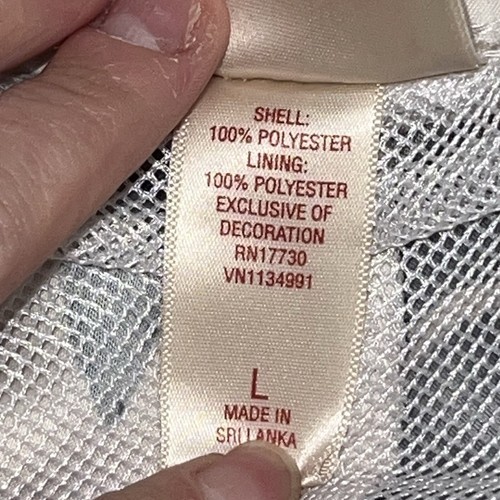 SHELL:
100% POLYESTER
LINING:
100% POLYESTER
EXCLUSIVE OF
DECORATION
RN17730
VN1134991
L
MADE IN
SRI LANKA